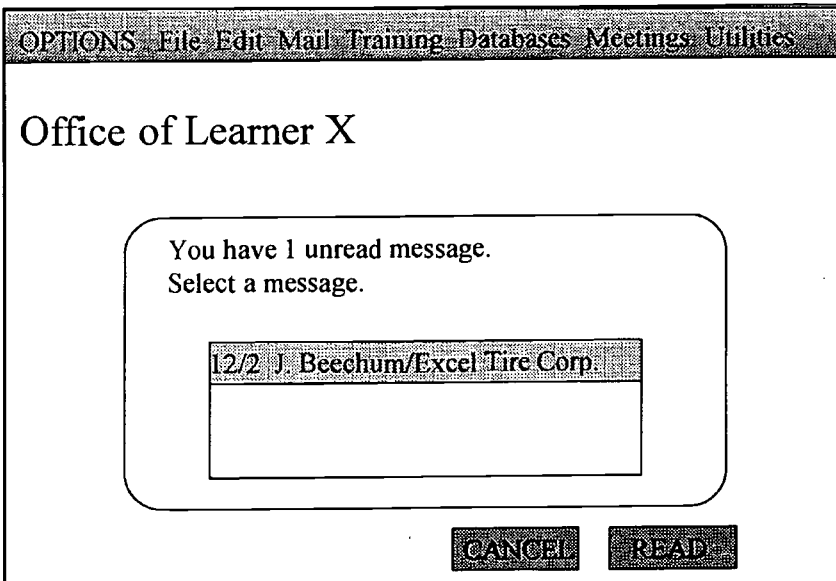 OPTIONS File Edit Mail Training Databases Meetings Utilities
Office of Learner X
You have 1 unread message.
Select a message.
12/2 J. Beechum/Excel Tire Corp.
CANCEL READ